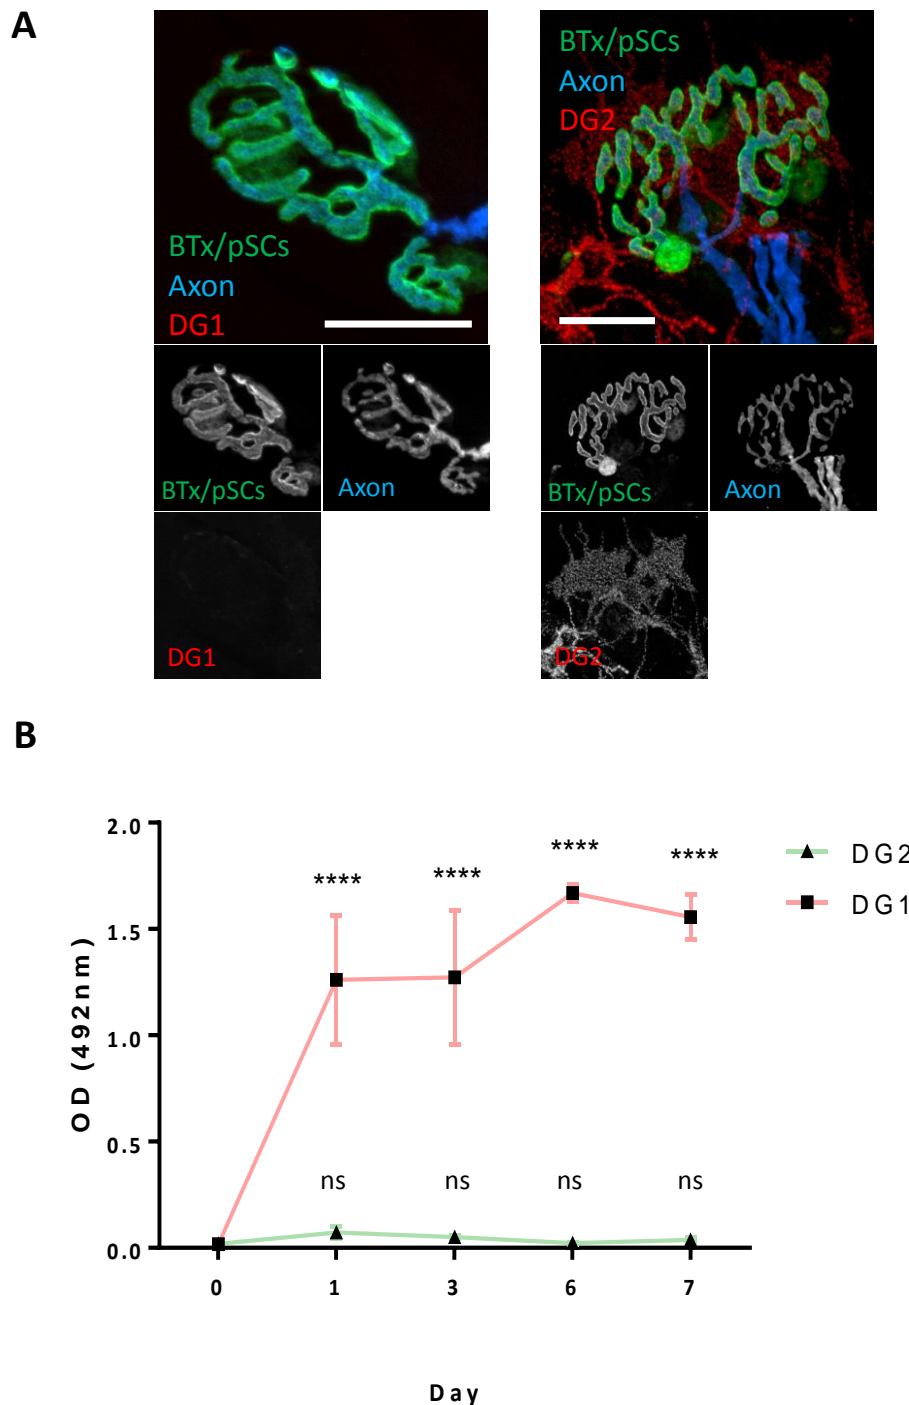 A
BTx/pSCs
Axon
DG1
BTx/pSCs
Axon
DG2
BTx/pSCs
Axon
BTx/pSCs
Axon
DG1
DG2
B
2.0
1.5
1.0
0.5
0.0
OD (492nm)
**** **** **** ****
ns ns ns ns
DG2
DG1
0 1 3 6 7
Day